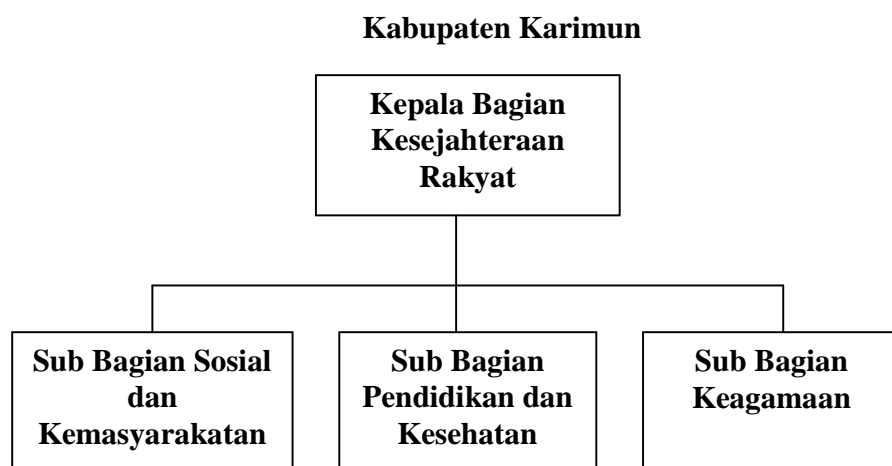 Kabupaten Karimun
Kepala Bagian
Kesejahteraan
Rakyat
Sub Bagian Sosial
dan
Kemasyarakatan
Sub Bagian
Pendidikan dan
Kesehatan
Sub Bagian
Keagamaan